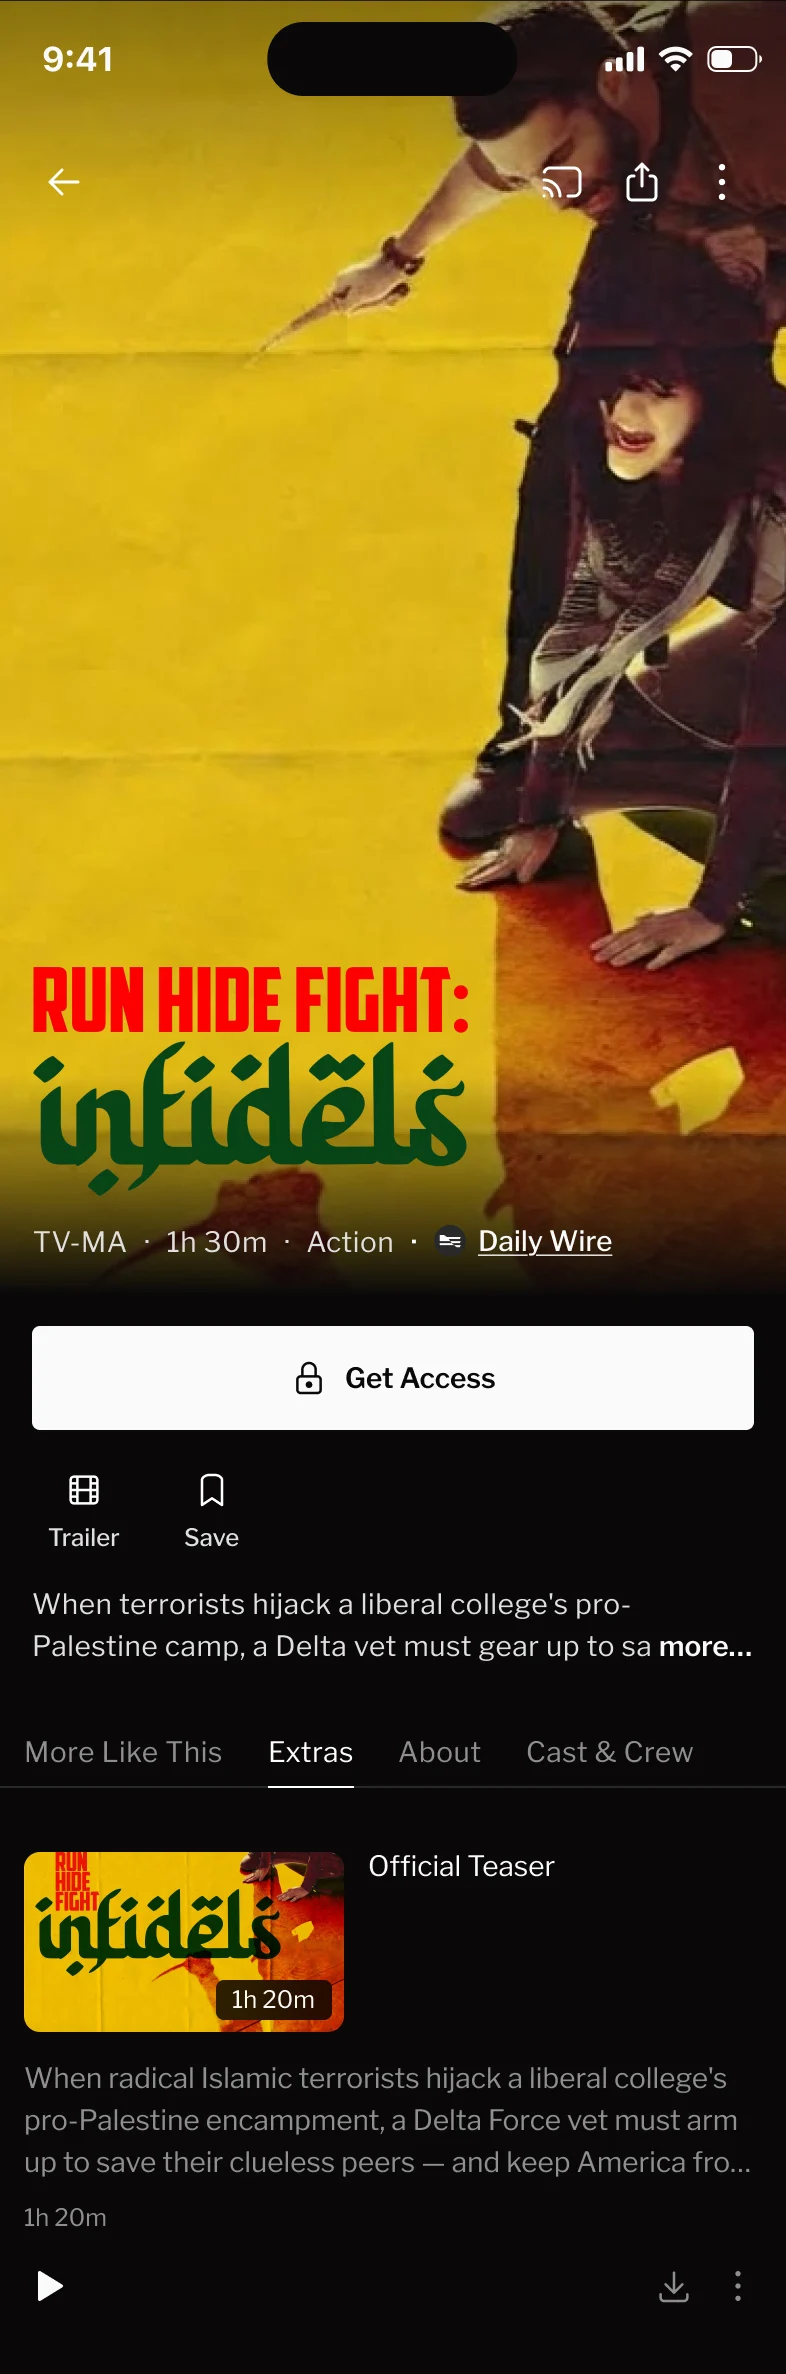 9:41
RUN HIDE FIGHT:
infidels
TV-MA · 1h 30m · Action · Daily Wire
Get Access
Trailer Save
When terrorists hijack a liberal college's pro-
Palestine camp, a Delta vet must gear up to sa more...
More Like This Extras About Cast & Crew
RUN
HIDE
FIGHT
infidels
1h 20m
Official Teaser
When radical Islamic terrorists hijack a liberal college's
pro-Palestine encampment, a Delta Force vet must arm
up to save their clueless peers — and keep America fro...
1h 20m